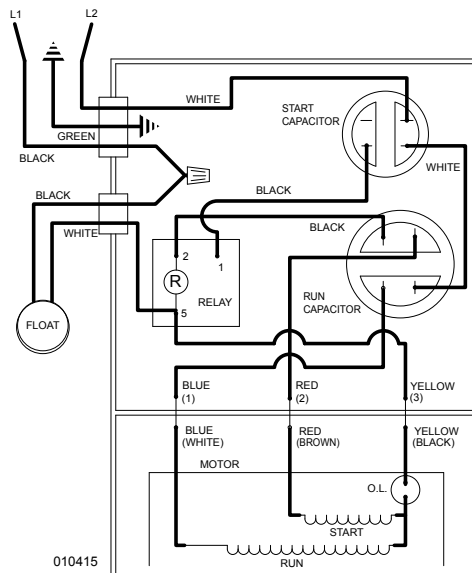 L1
L2
WHITE
START
CAPACITOR
GREEN
BLACK
WHITE
BLACK
BLACK
WHITE
BLACK
2
1
R
RELAY
RUN
CAPACITOR
5
FLOAT
BLUE
(1)
RED
(2)
YELLOW
(3)
BLUE
(WHITE)
RED
(BROWN)
YELLOW
(BLACK)
MOTOR
O.L.
START
RUN
010415